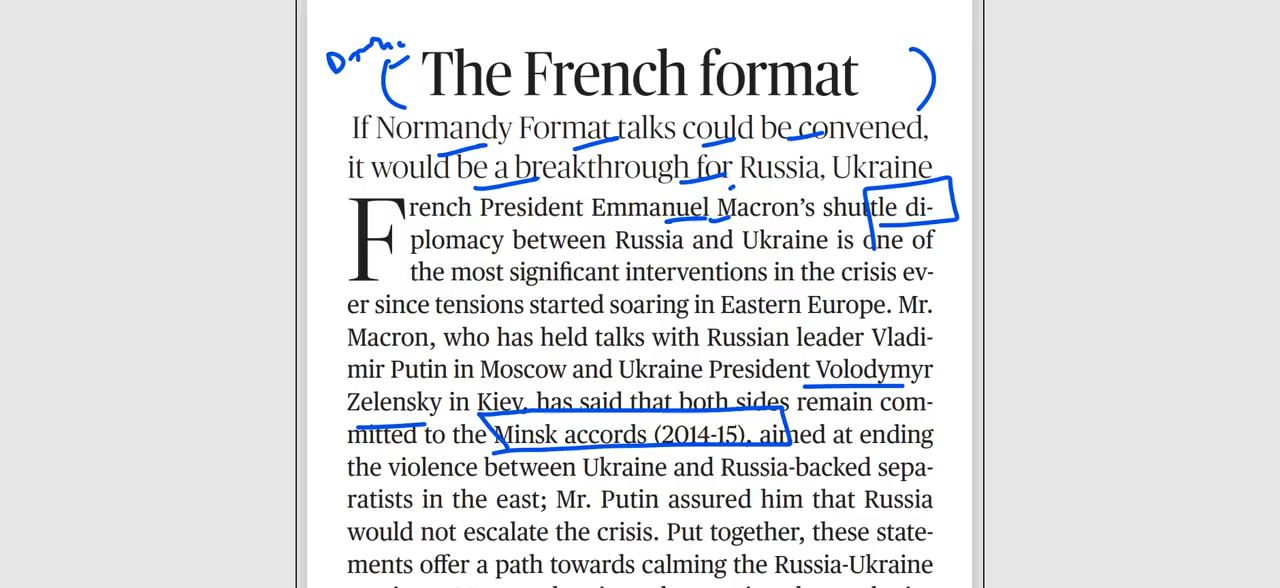 The French format
If Normandy Format talks could be convened,
it would be a breakthrough for Russia, Ukraine
French President Emmanuel Macron's shuttle di-
plomacy between Russia and Ukraine is one of
the most significant interventions in the crisis ev-
er since tensions started soaring in Eastern Europe. Mr.
Macron, who has held talks with Russian leader Vladi-
mir Putin in Moscow and Ukraine President Volodymyr
Zelensky in Kiev, has said that both sides remain com-
mitted to the Minsk accords (2014-15), aimed at ending
the violence between Ukraine and Russia-backed sepa-
ratists in the east; Mr. Putin assured him that Russia
would not escalate the crisis. Put together, these state-
ments offer a path towards calming the Russia-Ukraine